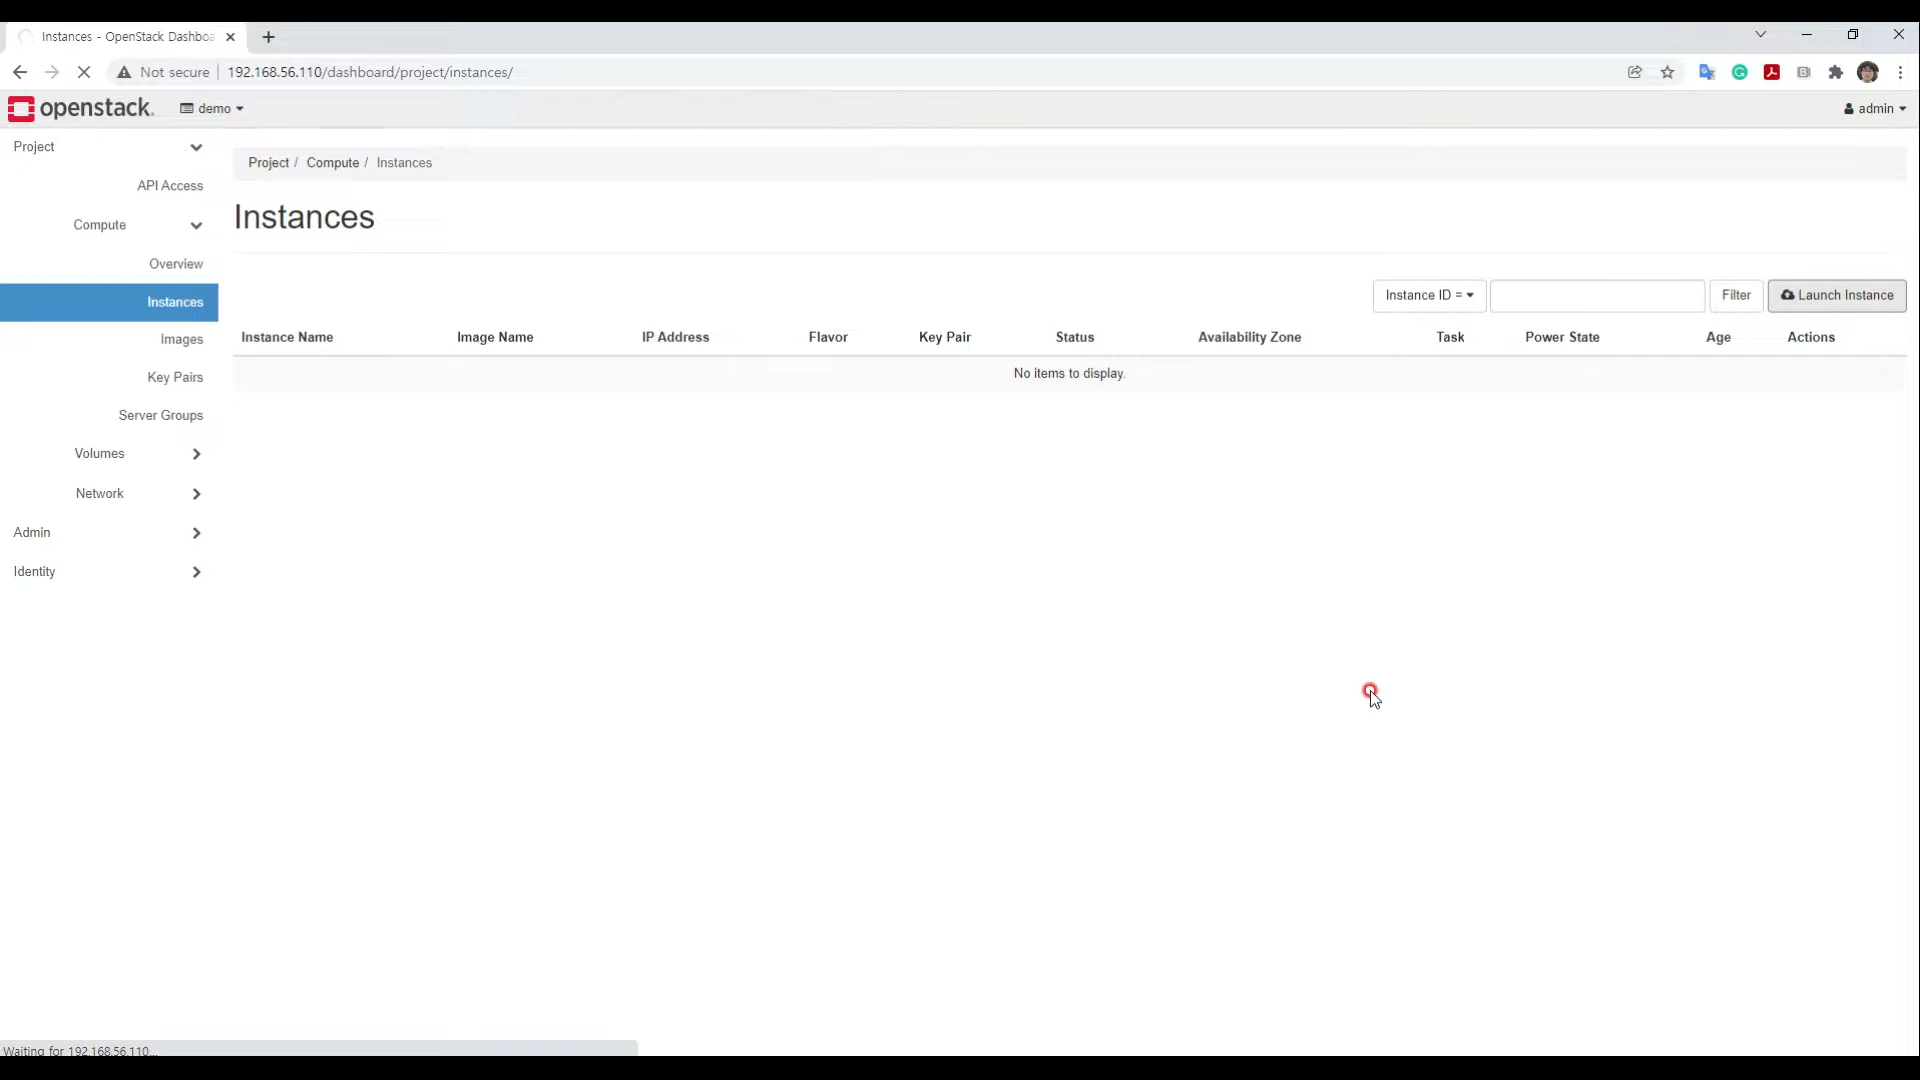 Instances - OpenStack Dashboa
Not secure 192.168.56.110/dashboard/project/instances/
openstack. demo admin
Project
Project / Compute / Instances
API Access
Compute
Instances
Overview
Instances
Instance ID = Filter Launch Instance
Instance Name Image Name IP Address Flavor Key Pair Status Availability Zone Task Power State Age Actions
Images
No items to display.
Key Pairs
Server Groups
Volumes
Network
Admin
Identity
Waiting for 192.168.56.110...